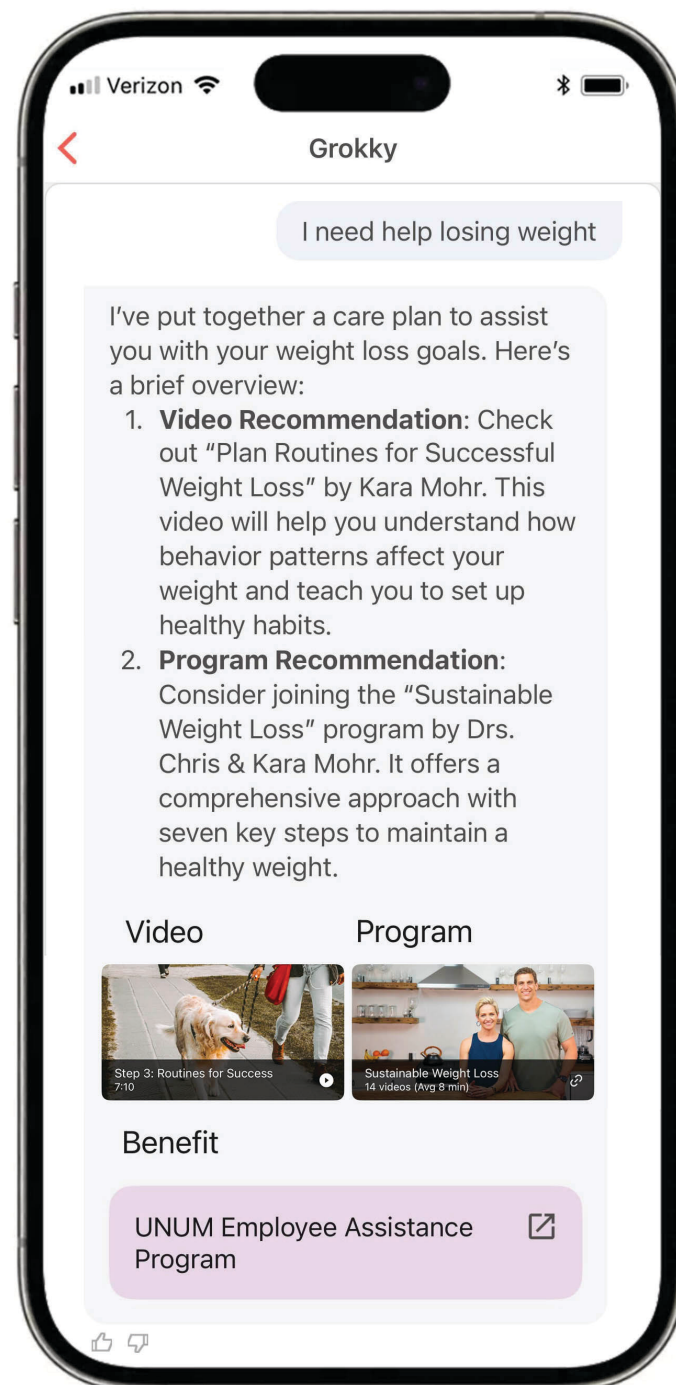 Verizon
Grokky
I need help losing weight
I’ve put together a care plan to assist
you with your weight loss goals. Here’s
a brief overview:
1. Video Recommendation: Check
out “Plan Routines for Successful
Weight Loss” by Kara Mohr. This
video will help you understand how
behavior patterns affect your
weight and teach you to set up
healthy habits.
2. Program Recommendation:
Consider joining the “Sustainable
Weight Loss” program by Drs.
Chris & Kara Mohr. It offers a
comprehensive approach with
seven key steps to maintain a
healthy weight.
Video
Program
Step 3: Routines for Success
7:10
Sustainable Weight Loss
14 videos (Avg 8 min)
Benefit
UNUM Employee Assistance
Program